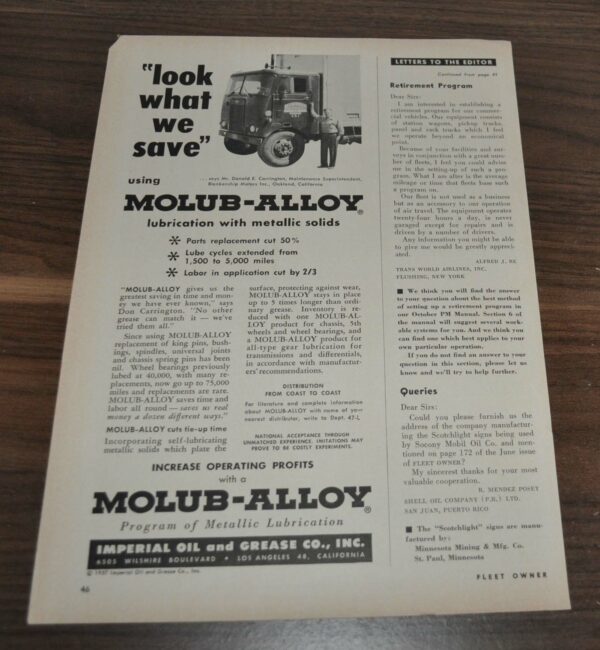 "look
what
we
save"
using
... says Mr. Donald E. Carrington, Maintenance Superintendent,
Blankenship Motors Inc., Oakland, California
MOLUB-ALLOY®
lubrication with metallic solids
* Parts replacement cut 50%
* Lube cycles extended from
1,500 to 5,000 miles
* Labor in application cut by 2/3
"MOLUB-ALLOY gives us the
greatest saving in time and mon-
ey we have ever known," says
Don Carrington. "No other
grease can match it — we've
tried them all."
Since using MOLUB-ALLOY
replacement of king pins, bush-
ings, spindles, universal joints
and chassis spring pins has been
nil. Wheel bearings previously
lubed at 40,000, with many re-
placements, now go up to 75,000
miles and replacements are rare.
MOLUB-ALLOY saves time and
labor all round — saves us real
money a dozen different ways."
MOLUB-ALLOY cuts tie-up time
Incorporating self-lubricating
metallic solids which plate the
surface, protecting against wear,
MOLUB-ALLOY stays in place
up to 5 times longer than ordi-
nary grease. Inventory is re-
duced with one MOLUB-AL-
LOY product for chassis, 5th
wheels and wheel bearings, and
a MOLUB-ALLOY product for
all-type gear lubrication for
transmissions and differentials,
in accordance with manufactur-
ers' recommendations.
DISTRIBUTION
FROM COAST TO COAST
For literature and complete information
about MOLUB-ALLOY with name of your
nearest distributor, write to Dept. 42-L
NATIONAL ACCEPTANCE THROUGH
UNMATCHED EXPERIENCE. IMITATIONS MAY
PROVE TO BE COSTLY EXPERIMENTS.
INCREASE OPERATING PROFITS
with a
MOLUB-ALLOY®
Program of Metallic Lubrication
IMPERIAL OIL and GREASE CO., INC.
6505 WILSHIRE BOULEVARD • LOS ANGELES 48, CALIFORNIA
© 1957 Imperial Oil and Grease Co., Inc.
46
LETTERS TO THE EDITOR
Continued from page 41
Retirement Program
Dear Sirs:
I am interested in establishing a
retirement program for our commer-
cial vehicles. Our equipment consists
of station wagons, pickup trucks,
panel and rack trucks which I feel
we operate beyond an economical
point.
Because of your facilities and sur-
veys in conjunction with a great num-
ber of fleets, I feel you could advise
me in the setting-up of such a pro-
gram. What I am after is the average
mileage or time that fleets base such
a program on.
Our fleet is not used as a business
but as an accessory to our operation
of air travel. The equipment operates
twenty-four hours a day, is never
garaged except for repairs and is
driven by a number of drivers.
Any information you might be able
to give me would be greatly appreci-
ated.
ALFRED J. RE
TRANS WORLD AIRLINES, INC.
FLUSHING, NEW YORK
■ We think you will find the answer
to your question about the best method
of setting up a retirement program in
our October PM Manual. Section 6 of
the manual will suggest several work-
able systems for you. And we think you
can find one which best applies to your
own particular operation.
If you do not find an answer to your
question in this section, please let us
know and we'll try to help further.
Queries
Dear Sirs:
Could you please furnish us the
address of the company manufactur-
ing the Scotchlight signs being used
by Socony Mobil Oil Co. and men-
tioned on page 172 of the June issue
of FLEET OWNER?
My sincerest thanks for your most
valuable cooperation.
R. MENDEZ POSEY
SHELL OIL COMPANY (P.R.) LTD.
SAN JUAN, PUERTO RICO
■ The "Scotchlight" signs are manu-
factured by:
Minnesota Mining & Mfg. Co.
St. Paul, Minnesota
FLEET OWNER